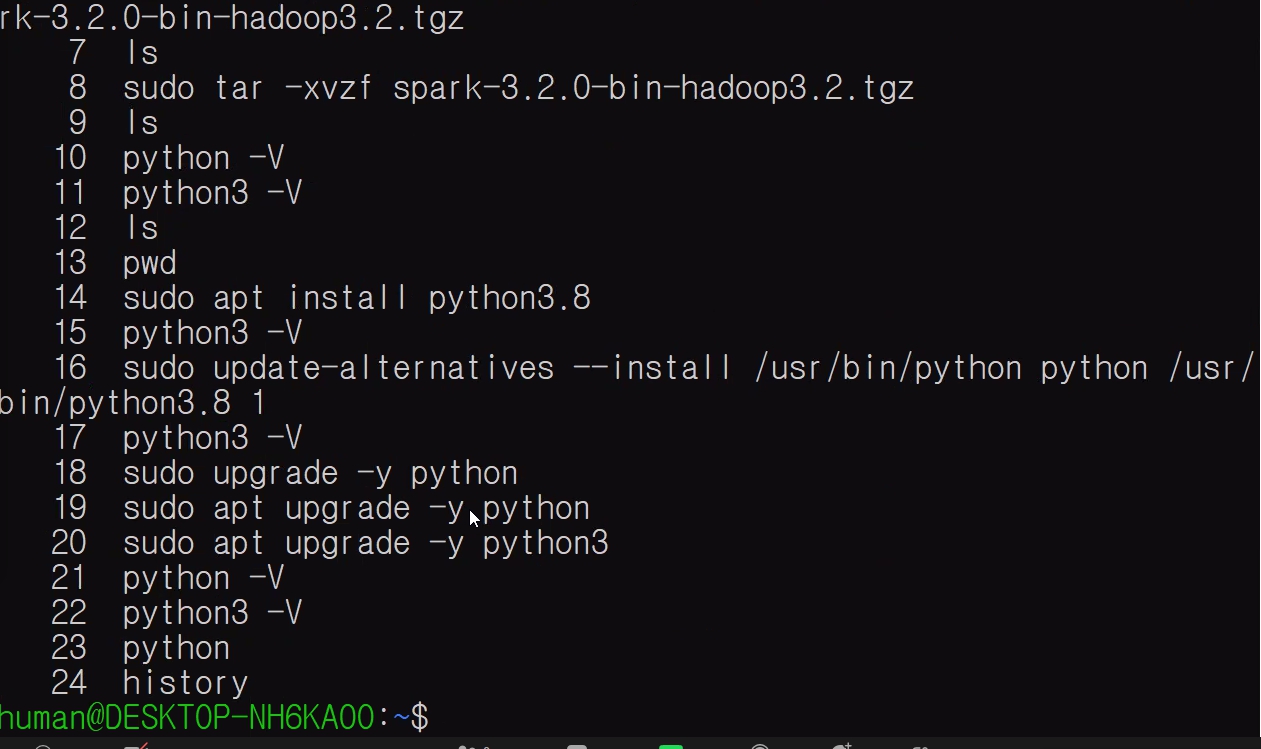 rk-3.2.0-bin-hadoop3.2.tgz
7 ls
8 sudo tar -xvzf spark-3.2.0-bin-hadoop3.2.tgz
9 ls
10 python -V
11 python3 -V
12 ls
13 pwd
14 sudo apt install python3.8
15 python3 -V
16 sudo update-alternatives --install /usr/bin/python python /usr/
bin/python3.8 1
17 python3 -V
18 sudo upgrade -y python
19 sudo apt upgrade -y python
20 sudo apt upgrade -y python3
21 python -V
22 python3 -V
23 python
24 history
human@DESKTOP-NH6KAOO:~$